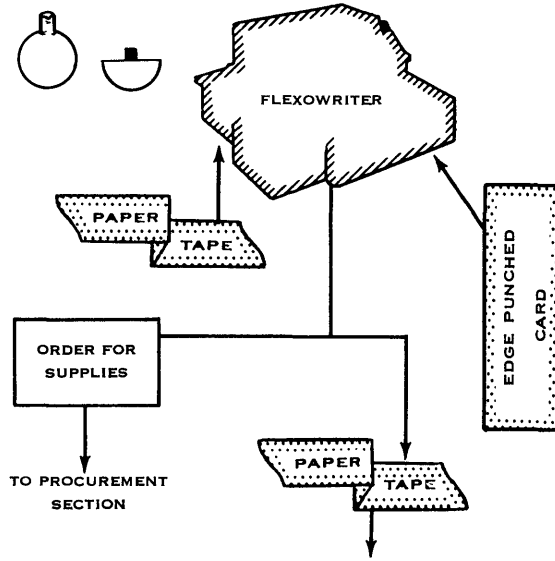 FLEXOWRITER
PAPER
TAPE
EDGE PUNCHED
CARD
ORDER FOR
SUPPLIES
PAPER
TAPE
TO PROCUREMENT
SECTION